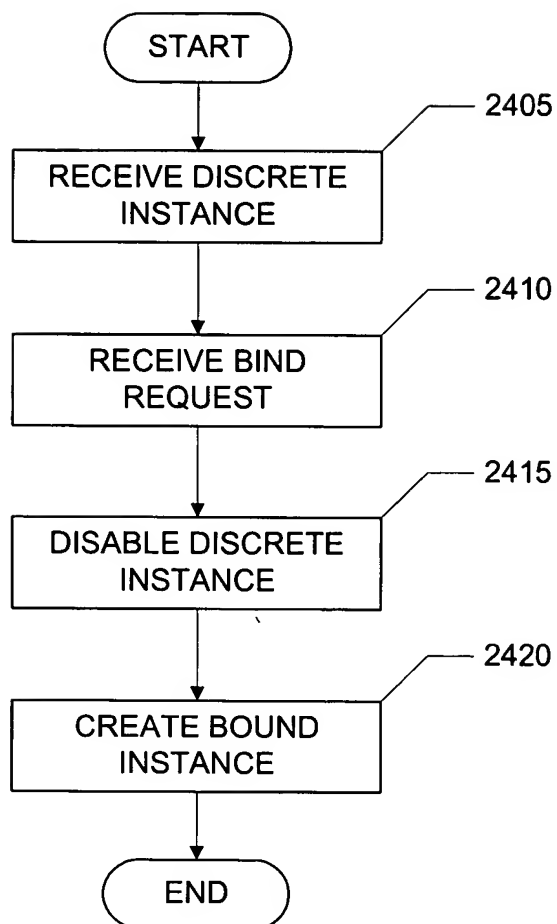 START
2405
RECEIVE DISCRETE
INSTANCE
2410
RECEIVE BIND
REQUEST
2415
DISABLE DISCRETE
INSTANCE
2420
CREATE BOUND
INSTANCE
END